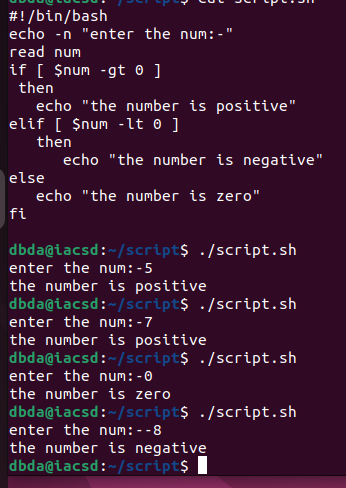 cat script.sh
#!/bin/bash
echo -n "enter the num:-"
read num
if [ $num -gt 0 ]
 then
   echo "the number is positive"
elif [ $num -lt 0 ]
   then
      echo "the number is negative"
else
   echo "the number is zero"
fi

dbda@iacsd:~/script$ ./script.sh
enter the num:-5
the number is positive
dbda@iacsd:~/script$ ./script.sh
enter the num:-7
the number is positive
dbda@iacsd:~/script$ ./script.sh
enter the num:-0
the number is zero
dbda@iacsd:~/script$ ./script.sh
enter the num:--8
the number is negative
dbda@iacsd:~/script$